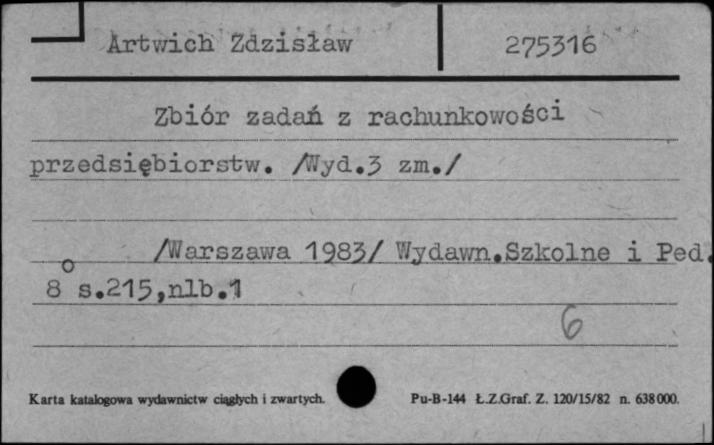 Artwich Zdzisław 275316
Zbiór zadań z rachunkowości
przedsiębiorstw. /Wyd.3 zm./
/Warszawa 1983/ Wydawn.Szkolne i Ped.
8° s.215,nlb.1
6
Karta katalogowa wydawnictw ciągłych i zwartych. Pu-B-144 Ł.Z.Graf. Z. 120/15/82 n. 638000.